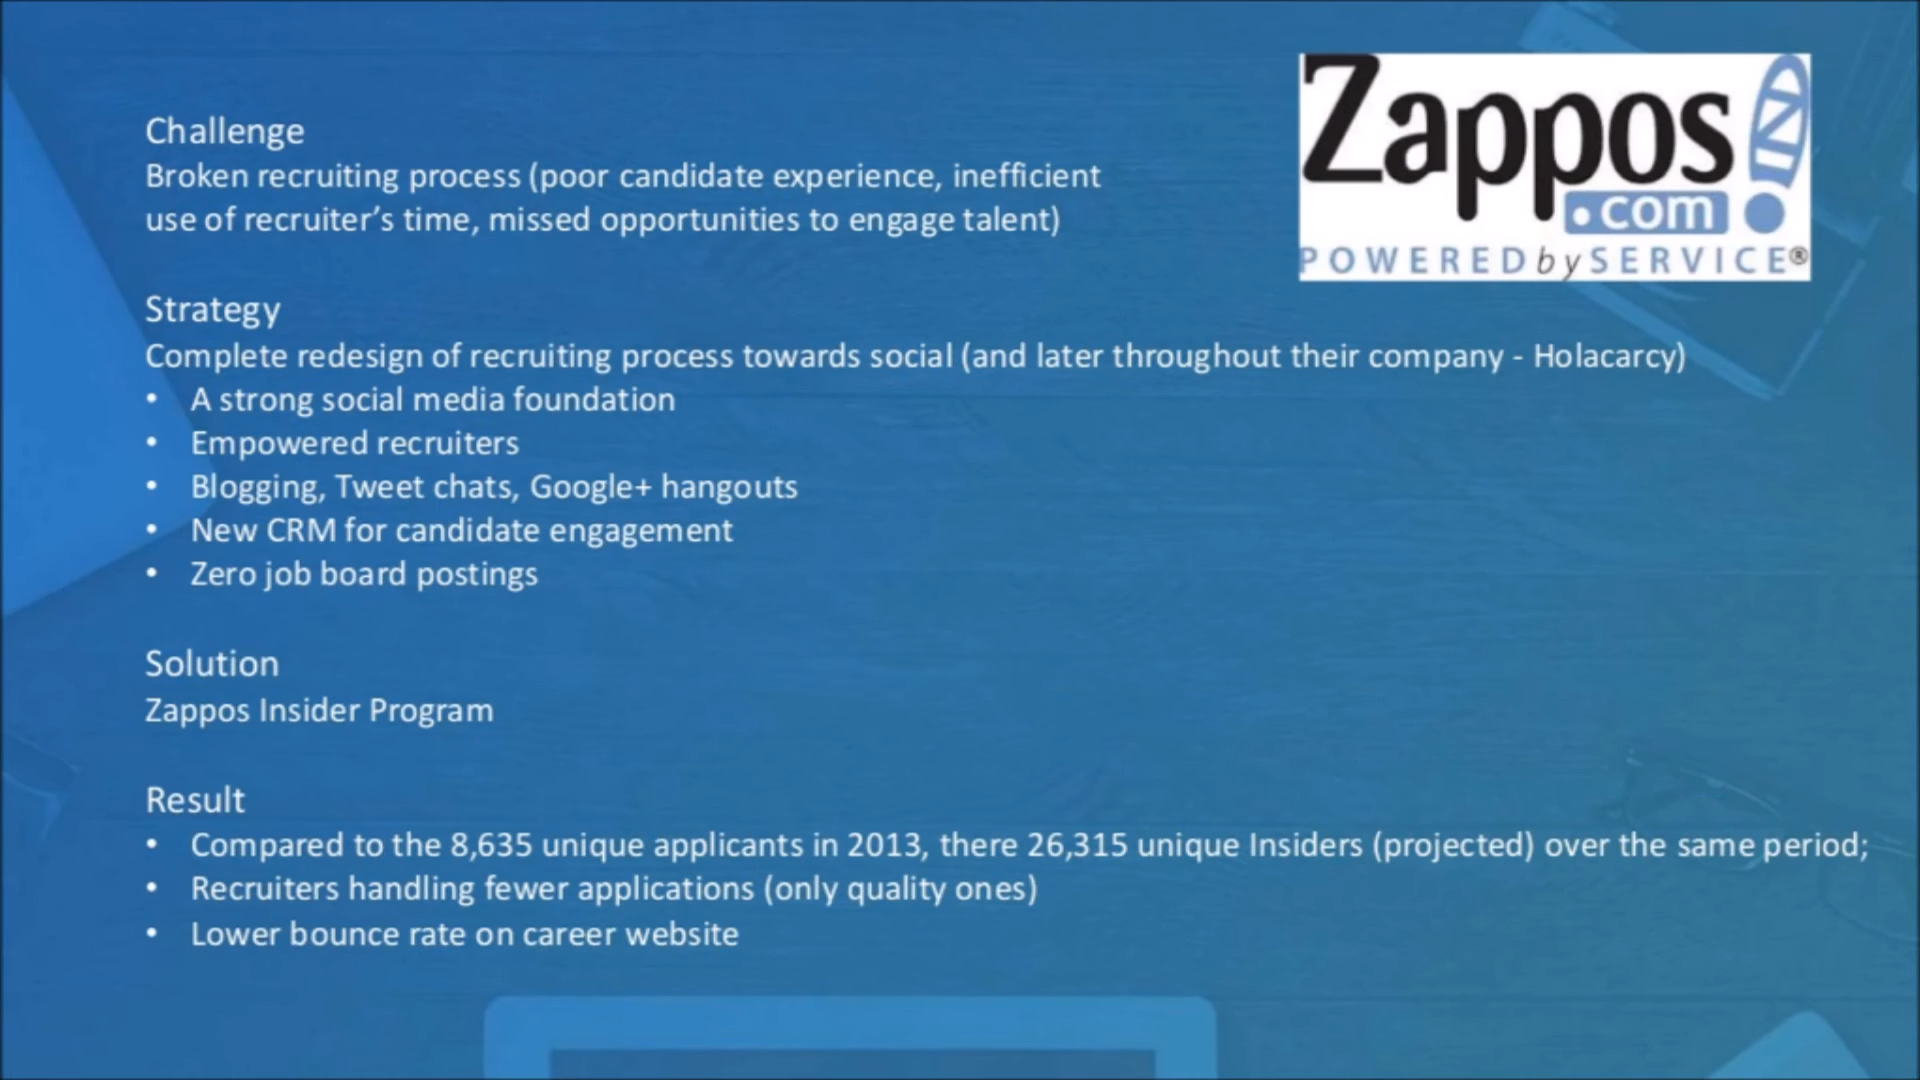 Zappos IN
.com
POWERED by SERVICE®
Challenge
Broken recruiting process (poor candidate experience, inefficient
use of recruiter’s time, missed opportunities to engage talent)
Strategy
Complete redesign of recruiting process towards social (and later throughout their company - Holacarcy)
• A strong social media foundation
• Empowered recruiters
• Blogging, Tweet chats, Google+ hangouts
• New CRM for candidate engagement
• Zero job board postings
Solution
Zappos Insider Program
Result
• Compared to the 8,635 unique applicants in 2013, there 26,315 unique Insiders (projected) over the same period;
• Recruiters handling fewer applications (only quality ones)
• Lower bounce rate on career website